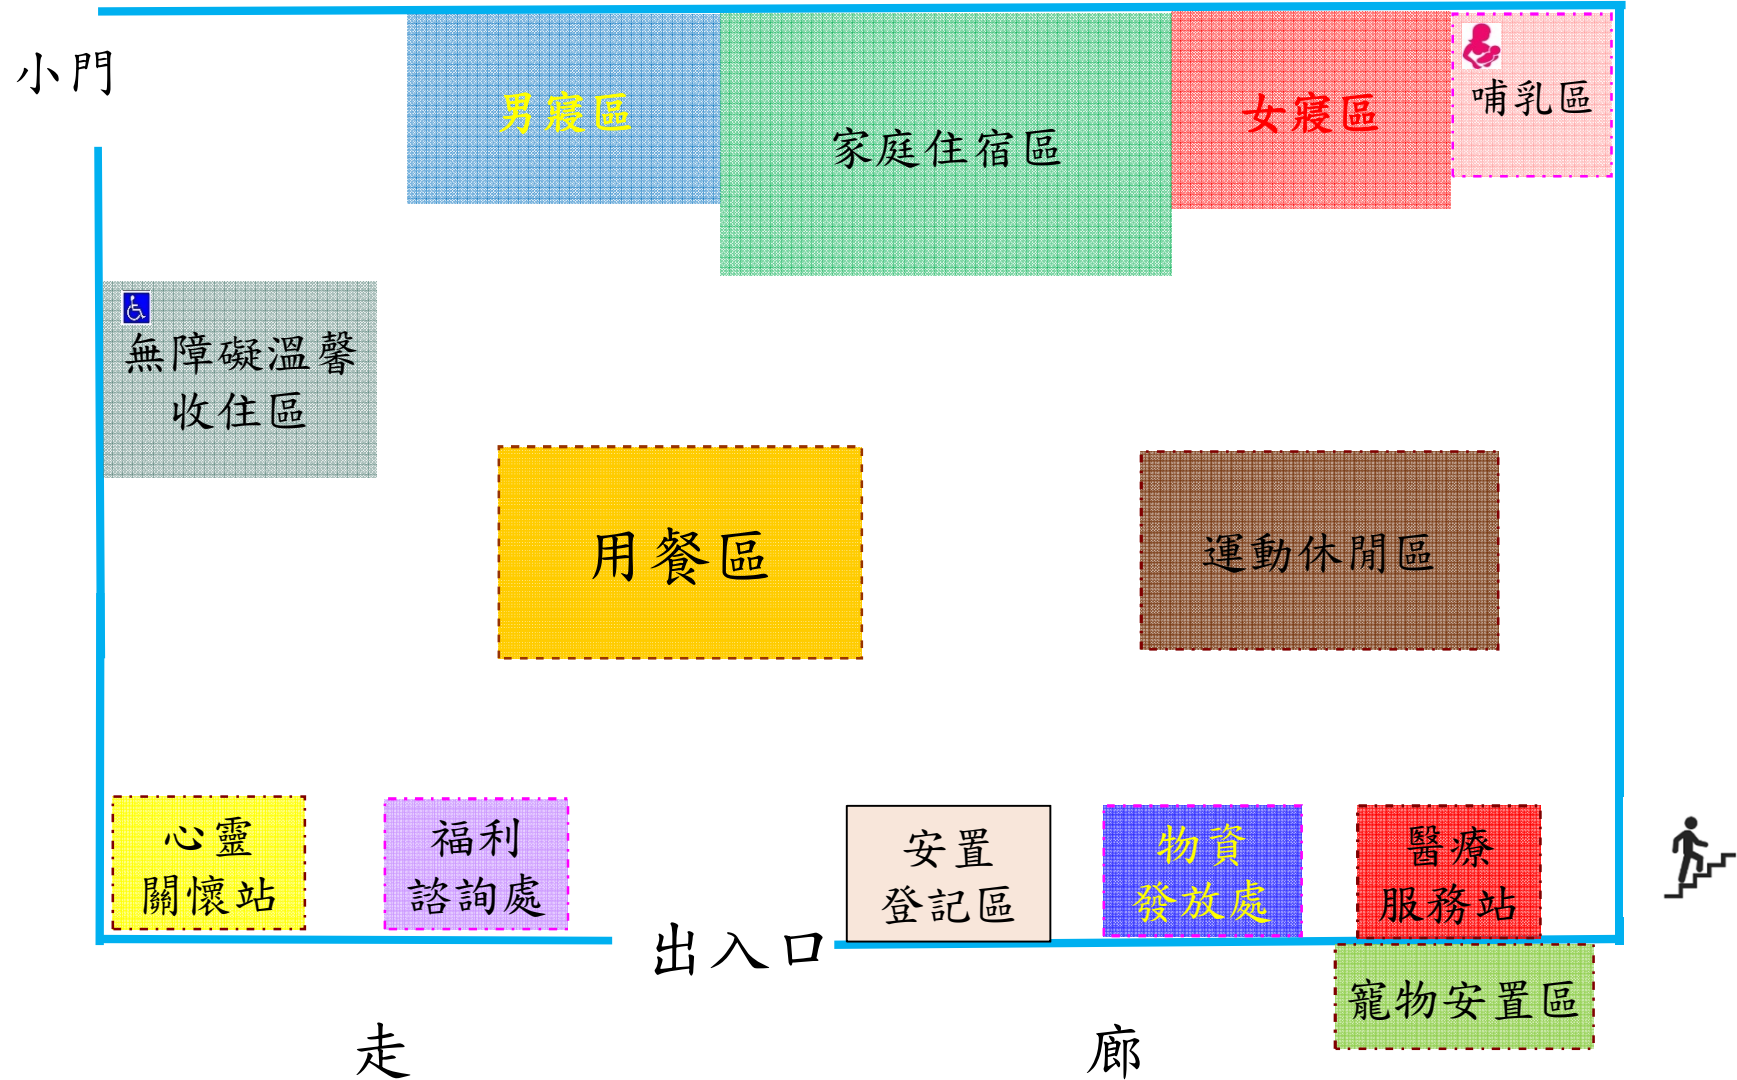 小門
男寢區
家庭住宿區
女寢區
哺乳區
無障礙溫馨
收住區
用餐區
運動休閒區
心靈
關懷站
福利
諮詢處
出入口
安置
登記區
物資
發放處
醫療
服務站
寵物安置區
走
廊